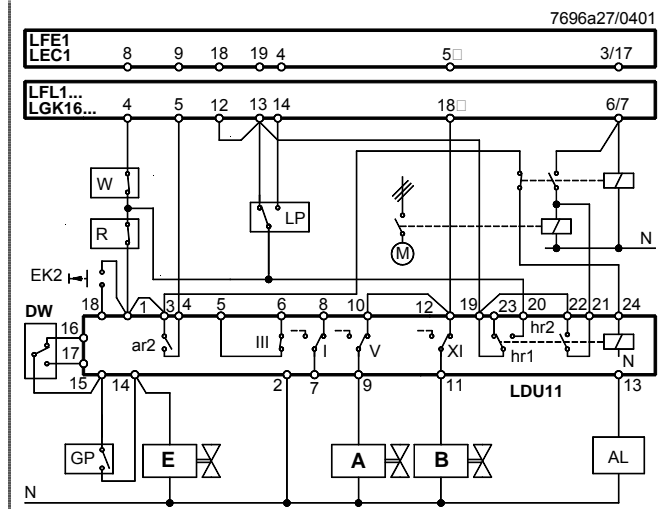 7696a27/0401
LFE1
LEC1 8 9 18 19 4 5 3/17
LFL1...
LGK16... 4 5 12 13 14 18 6/7
W
R
LP
M
N
EK2
DW 18 1 3 4 5 6 8 10 12 19 23 20 22 21 24
16
17
ar2 III I V XI hr1 hr2 N
15 14 2 7 9 11 LDU11 13
GP E A B AL
N